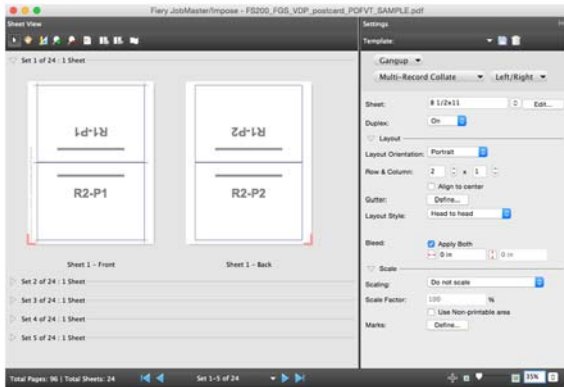 Fiery JobMaster/Impose - FS200_FGS_VDP_postcard_PDFVT_SAMPLE.pdf
Sheet View
Set 1 of 24 : 1 Sheet
R1-P1
R1-P2
R2-P1
R2-P2
Sheet 1 - Front
Sheet 1 - Back
Set 2 of 24 : 1 Sheet
Set 3 of 24 : 1 Sheet
Set 4 of 24 : 1 Sheet
Set 5 of 24 : 1 Sheet
Total Pages: 96 | Total Sheets: 24
Set 1-5 of 24
35%
Settings
Template:
Gangup
Multi-Record Collate
Left/Right
Sheet: 8 1/2x11 Edit...
Duplex: On
Layout
Layout Orientation: Portrait
Row & Column: 2 x 1
Align to center
Gutter: Define...
Layout Style: Head to head
Bleed: Apply Both
0 in 0 in
Scale
Scaling: Do not scale
Scale Factor: 100 %
Use Non-printable area
Marks: Define...